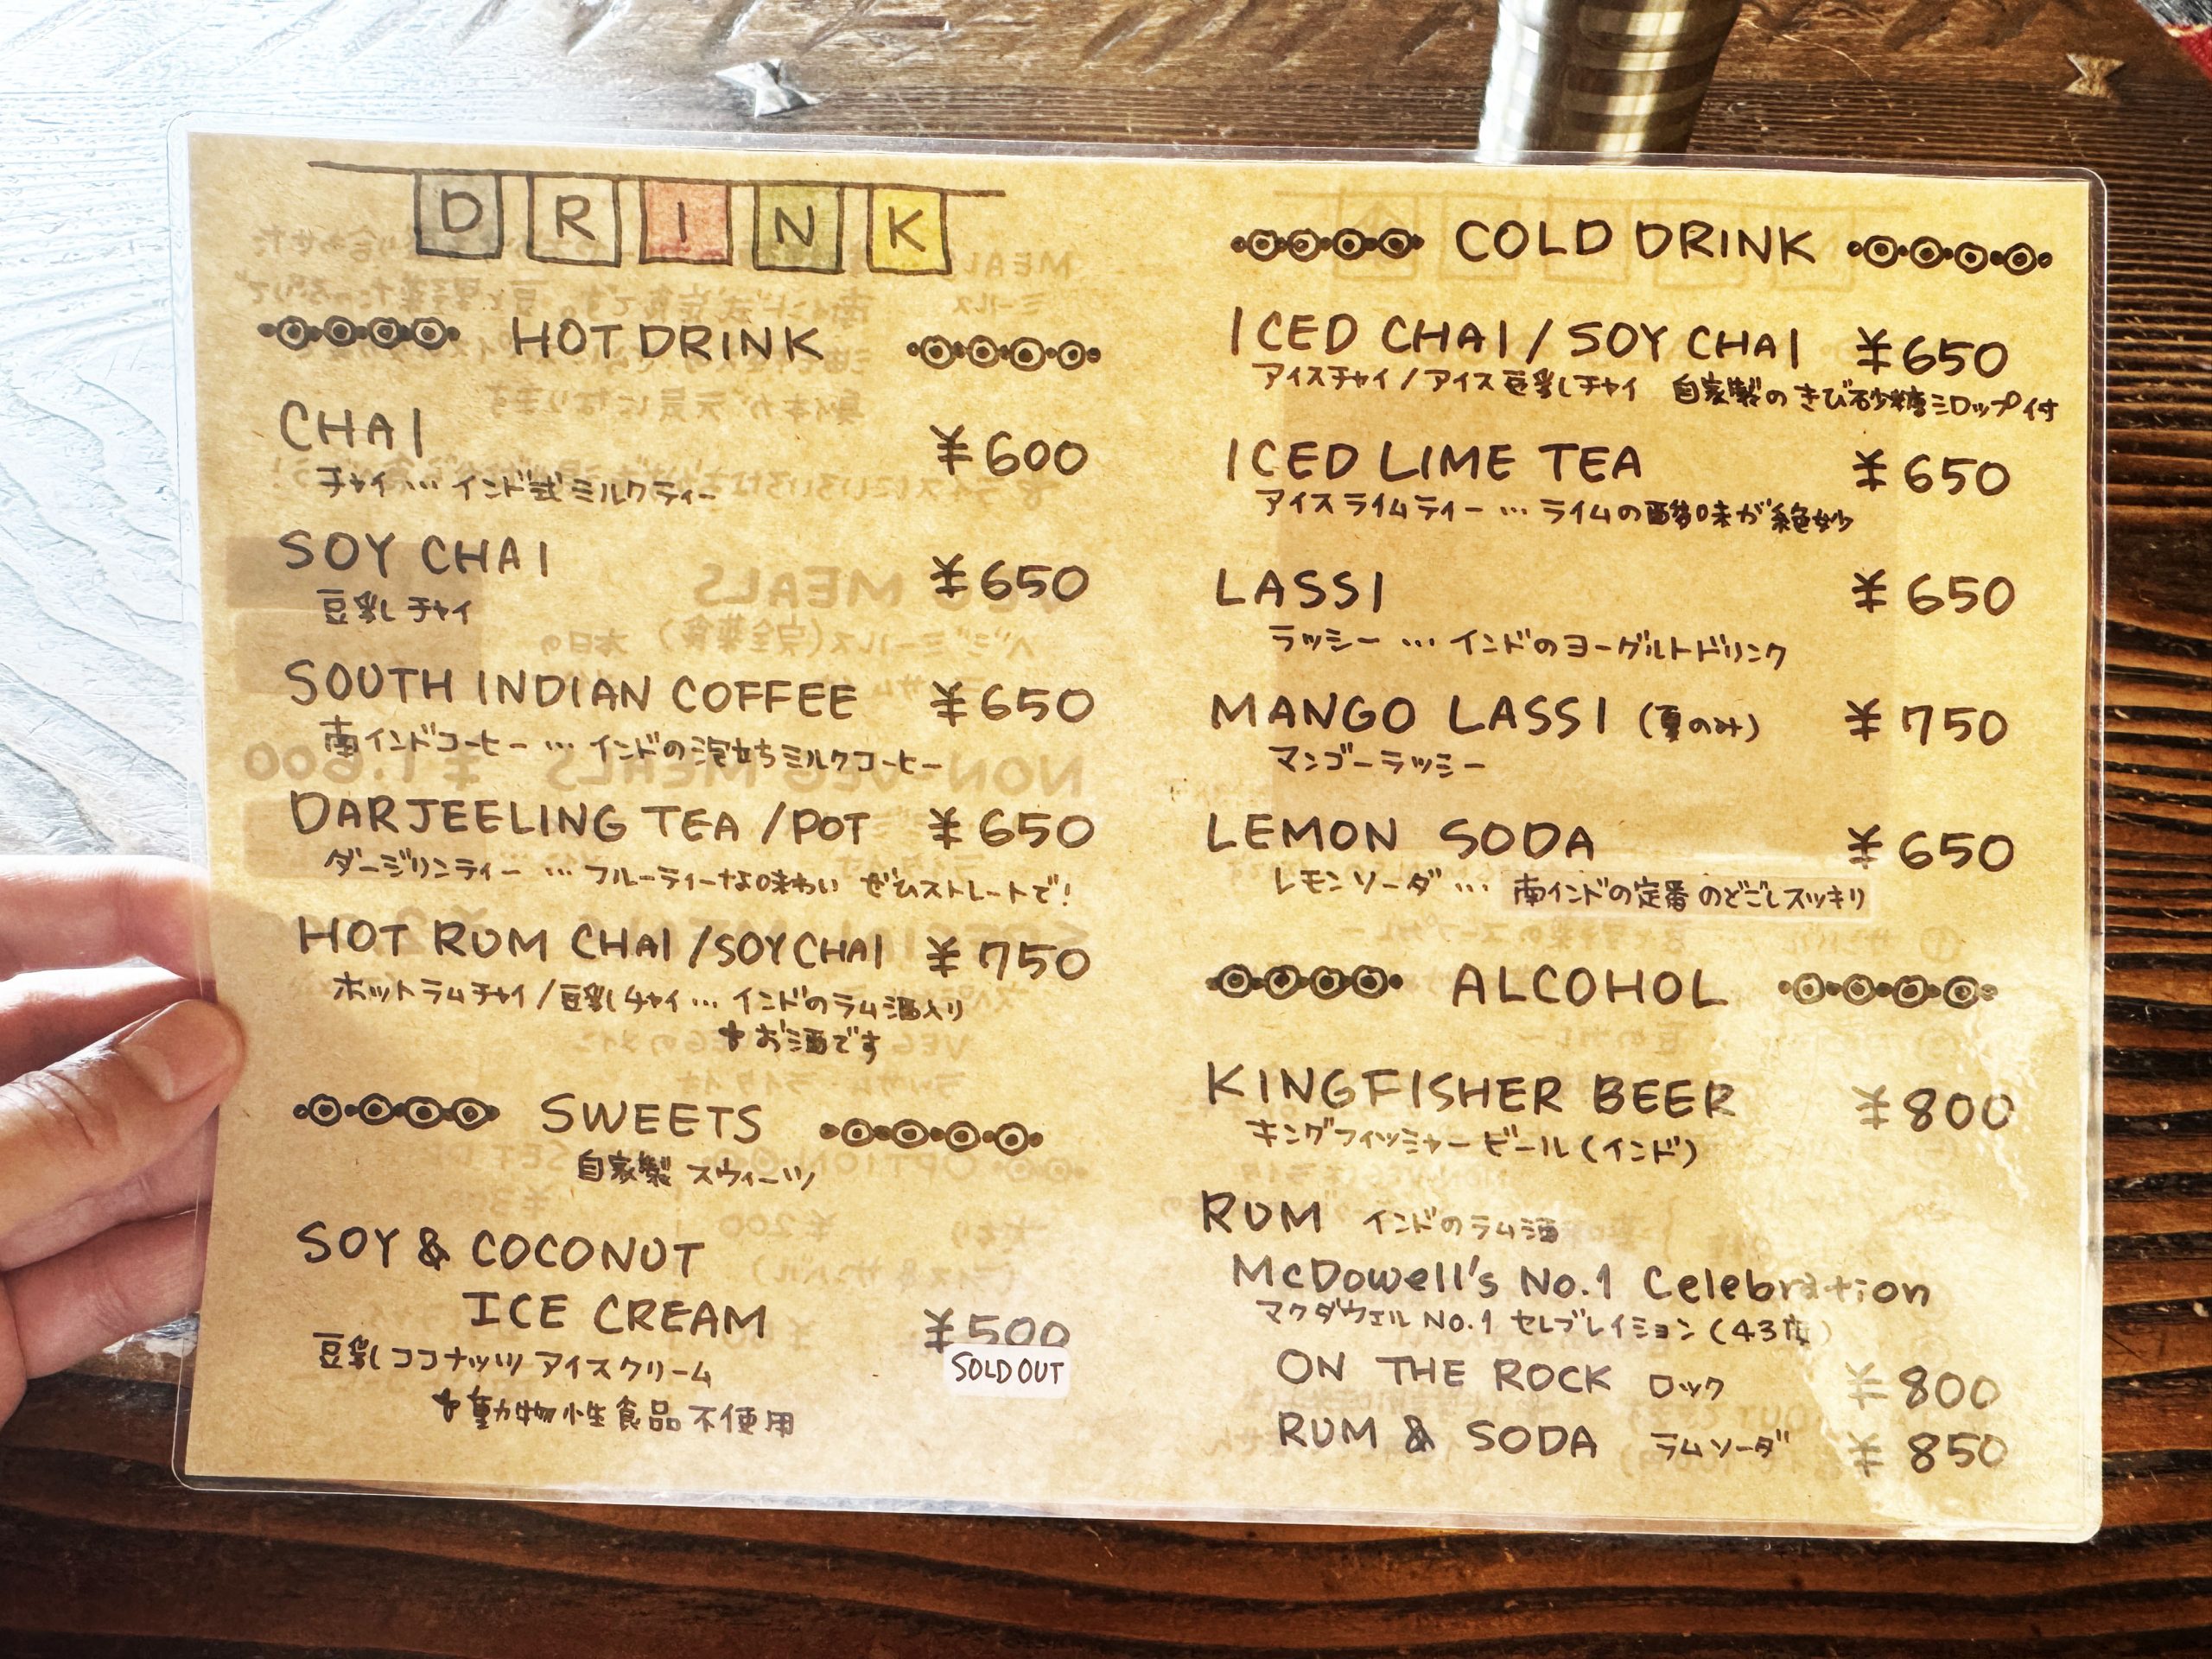 DRINK
HOT DRINK
CHAI ¥600
チャイ… インド式ミルクティー
SOY CHAI ¥650
豆乳チャイ
SOUTH INDIAN COFFEE ¥650
南インドコーヒー … インドの泡立ちミルクコーヒー
DARJEELING TEA /POT ¥650
ダージリンティー … フルーティーな味わい ぜひストレートで!
HOT RUM CHAI /SOY CHAI ¥750
ホットラムチャイ/豆乳チャイ… インドのラム酒入り
お酒です
SWEETS
自家製 スウィーツ
SOY & COCONUT
ICE CREAM ¥500
SOLD OUT
豆乳ココナッツアイスクリーム
動物性食品不使用
COLD DRINK
ICED CHAI / SOY CHAI ¥650
アイスチャイ / アイス豆乳チャイ 自家製のきび砂糖シロップ付
ICED LIME TEA ¥650
アイスライムティー … ライムの酸味が絶妙
LASSI ¥650
ラッシー … インドのヨーグルトドリンク
MANGO LASSI (夏のみ) ¥750
マンゴーラッシー
LEMON SODA ¥650
レモンソーダ … 南インドの定番 のどごしスッキリ
ALCOHOL
KINGFISHER BEER ¥800
キングフィッシャービール (インド)
RUM インドのラム酒
McDowell's No.1 Celebration
マクダウェル No.1 セレブレイション (43度)
ON THE ROCK ロック ¥800
RUM & SODA ラムソーダ ¥850